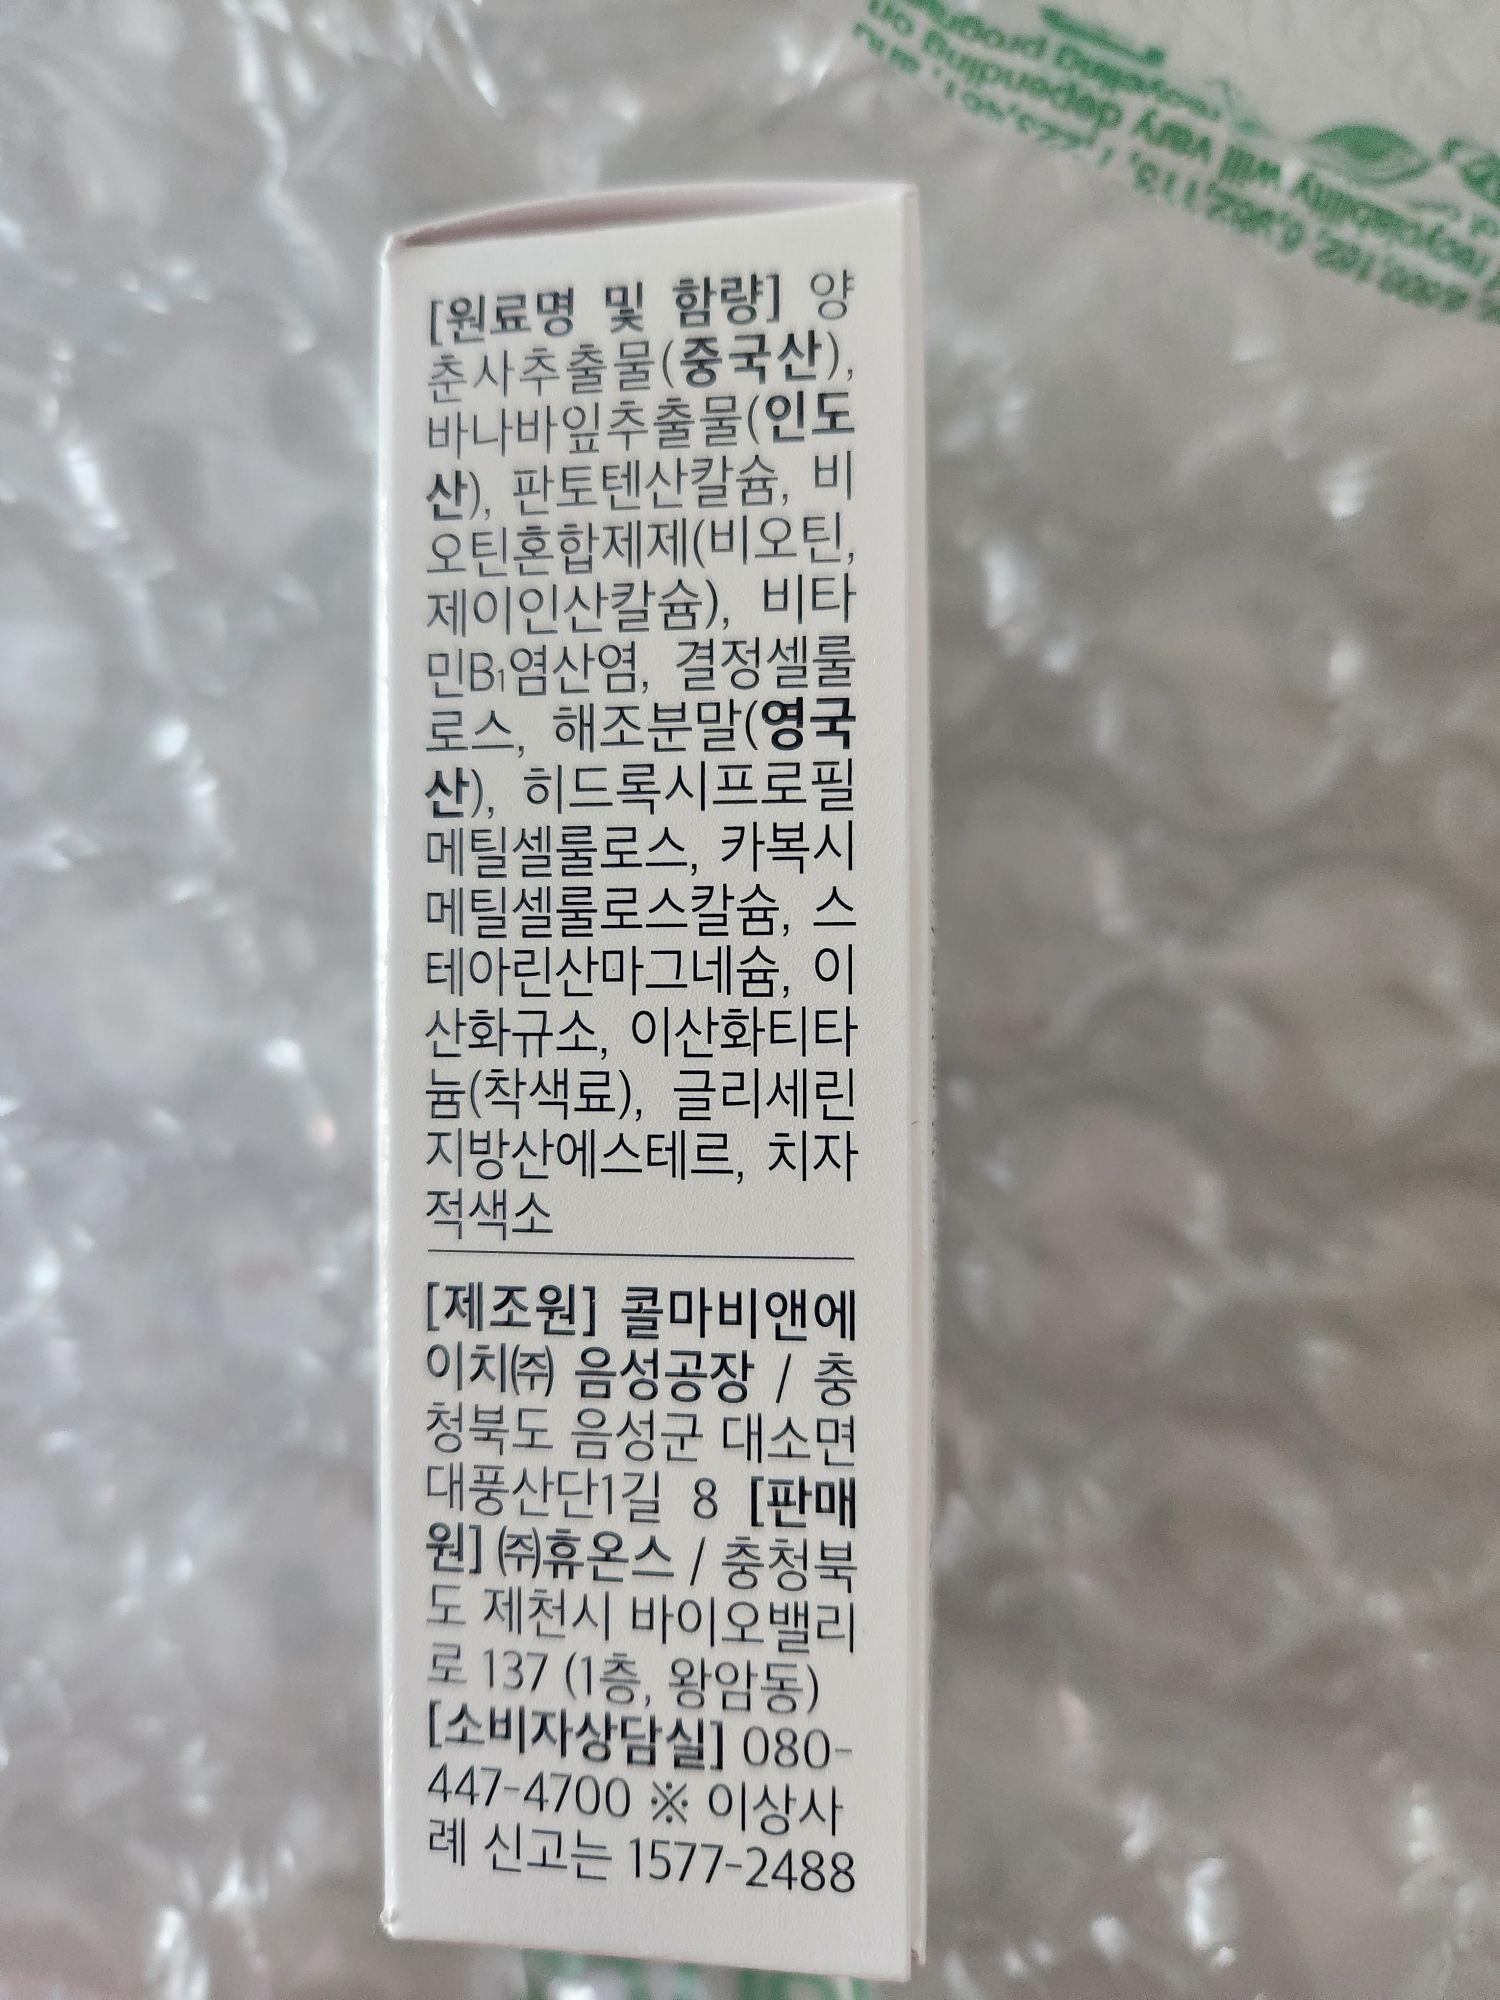 [원료명 및 함량] 양
춘사추출물(중국산),
바나바잎추출물(인도
산), 판토텐산칼슘, 비
오틴혼합제제(비오틴,
제이인산칼슘), 비타
민B₁염산염, 결정셀룰
로스, 해조분말(영국
산), 히드록시프로필
메틸셀룰로스, 카복시
메틸셀룰로스칼슘, 스
테아린산마그네슘, 이
산화규소, 이산화티타
늄(착색료), 글리세린
지방산에스테르, 치자
적색소
[제조원] 콜마비앤에
이치㈜ 음성공장 / 충
청북도 음성군 대소면
대풍산단1길 8 [판매
원] ㈜휴온스 / 충청북
도 제천시 바이오밸리
로 137 (1층, 왕암동)
[소비자상담실] 080-
447-4700 ※ 이상사
례 신고는 1577-2488
recyclability will vary depending on